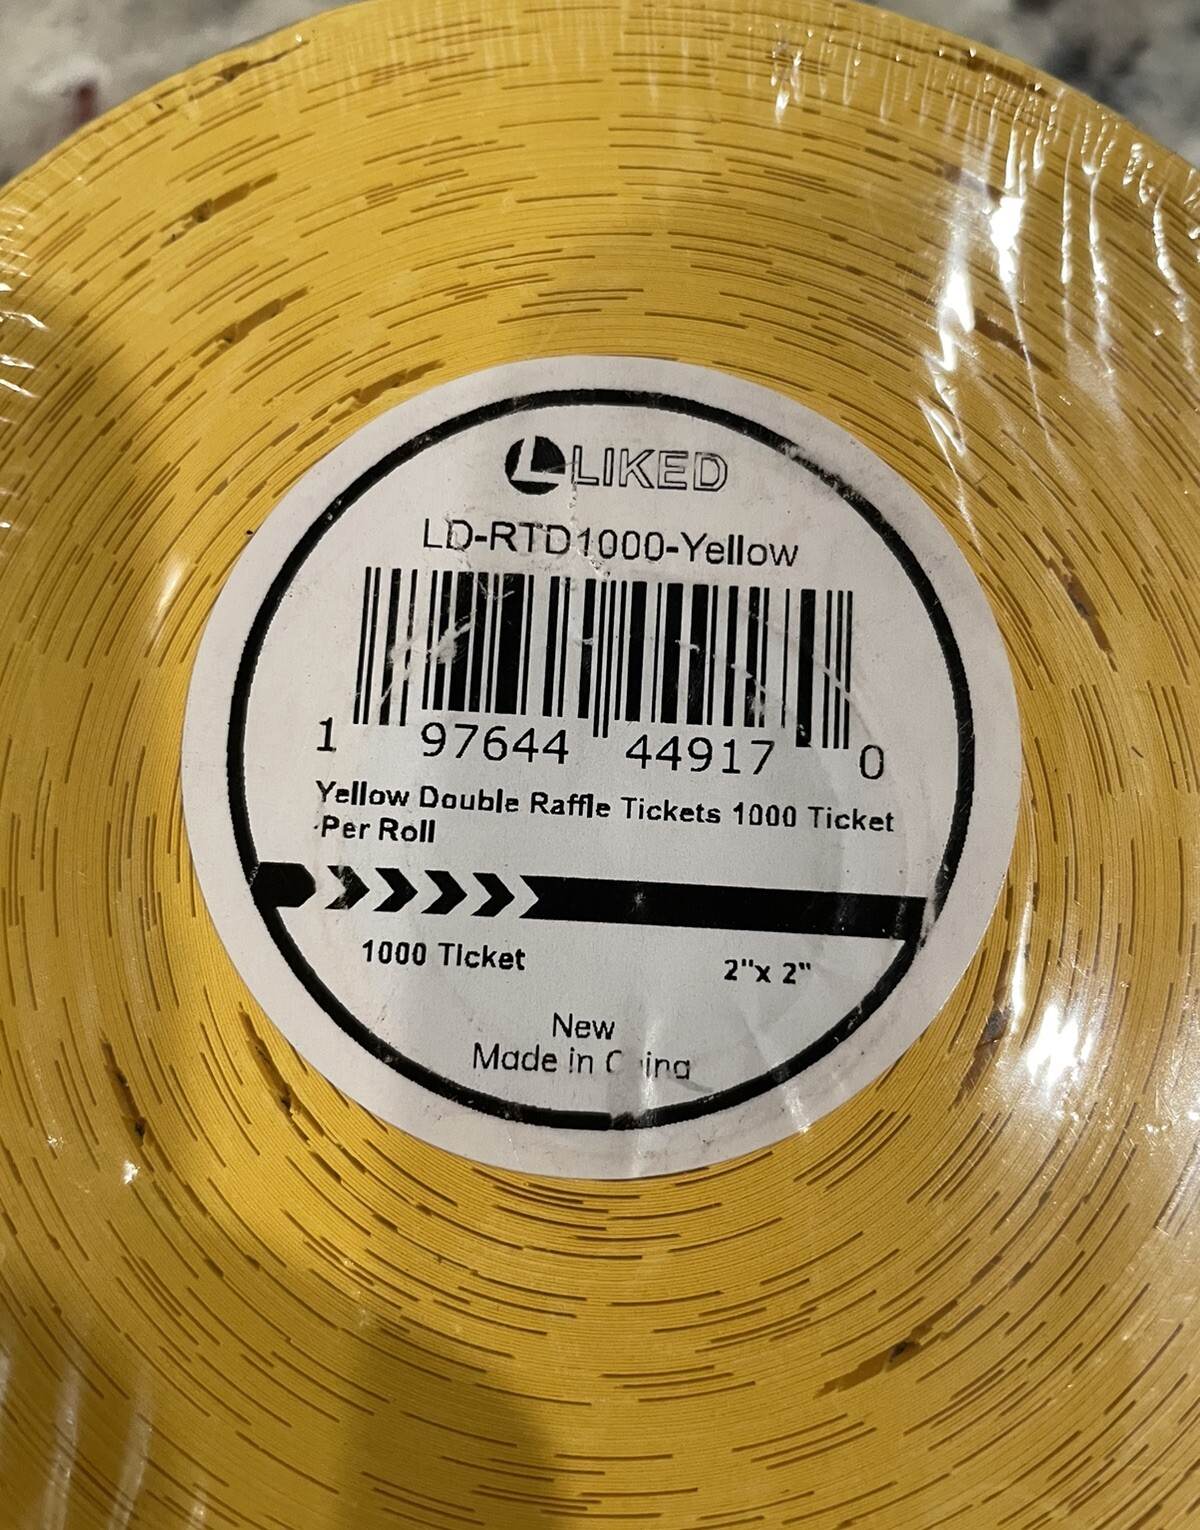 L LIKED
LD-RTD1000-Yellow
1 97644 44917 0
Yellow Double Raffle Tickets 1000 Ticket
Per Roll
1000 Ticket 2"x 2"
New
Made in C ina